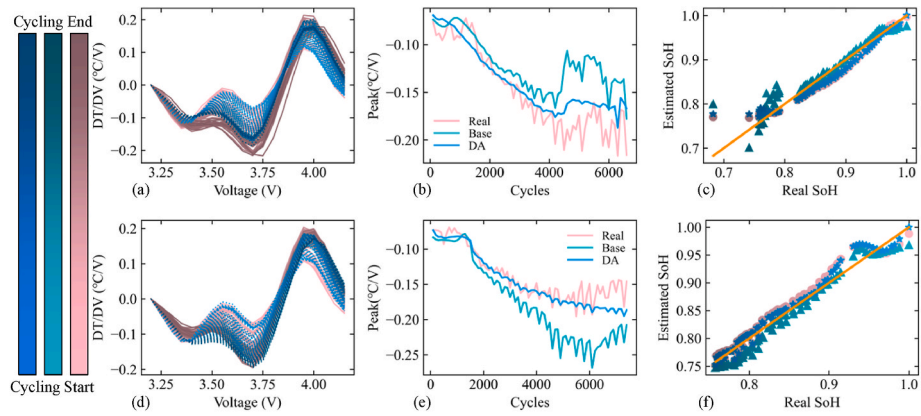 Cycling End
Cycling Start
DT/DV (℃/V)
0.2
0.1
0.0
−0.1
−0.2
3.25
3.50
3.75
4.00
(a)
Voltage (V)
Peak(℃/V)
−0.10
−0.15
−0.20
Real
Base
DA
0
2000
4000
6000
(b)
Cycles
Estimated SoH
1.0
0.9
0.8
0.7
0.7
0.8
0.9
1.0
(c)
Real SoH
DT/DV (℃/V)
0.2
0.1
0.0
−0.1
−0.2
3.25
3.50
3.75
4.00
(d)
Voltage (V)
Peak(℃/V)
−0.10
−0.15
−0.20
−0.25
Real
Base
DA
0
2000
4000
6000
(e)
Cycles
Estimated SoH
1.00
0.95
0.90
0.85
0.80
0.75
0.8
0.9
1.0
(f)
Real SoH